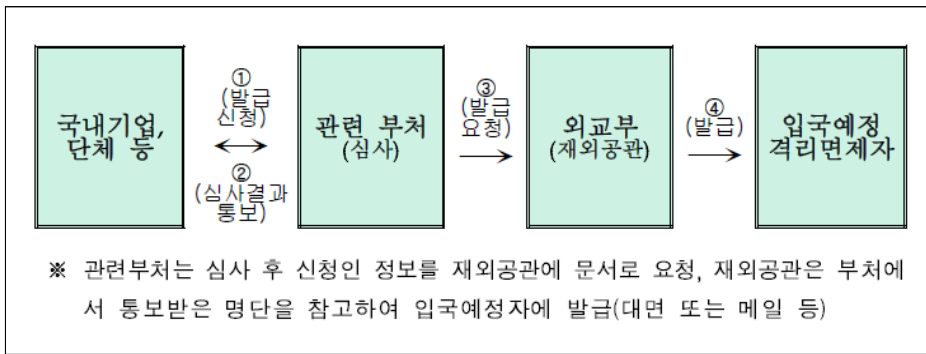 국내기업,
단체 등
①
(발급
신청)
②
(심사결과
통보)
관련 부처
(심사)
③
(발급
요청)
외교부
(재외공관)
④
(발급)
입국예정
격리면제자
※ 관련부처는 심사 후 신청인 정보를 재외공관에 문서로 요청, 재외공관은 부처에
서 통보받은 명단을 참고하여 입국예정자에 발급(대면 또는 메일 등)